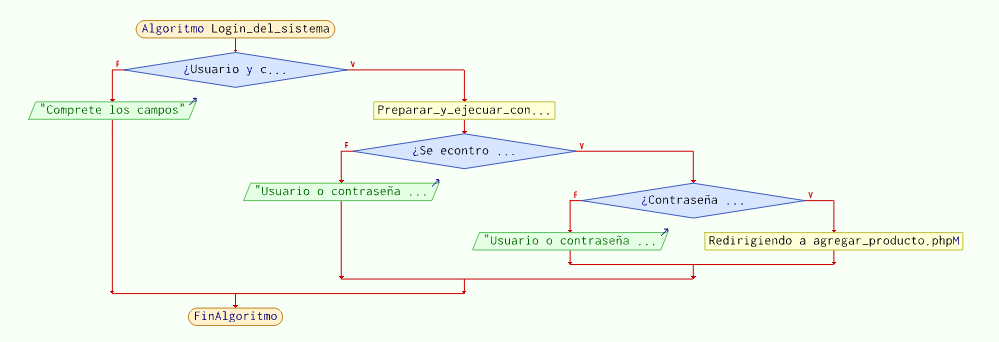 Algoritmo Login_del_sistema
¿Usuario y c...
F
V
"Comprete los campos"
Preparar_y_ejecuar_con...
¿Se econtro ...
F
V
"Usuario o contraseña ...
¿Contraseña ...
F
V
"Usuario o contraseña ...
Redirigiendo a agregar_producto.phpM
FinAlgoritmo